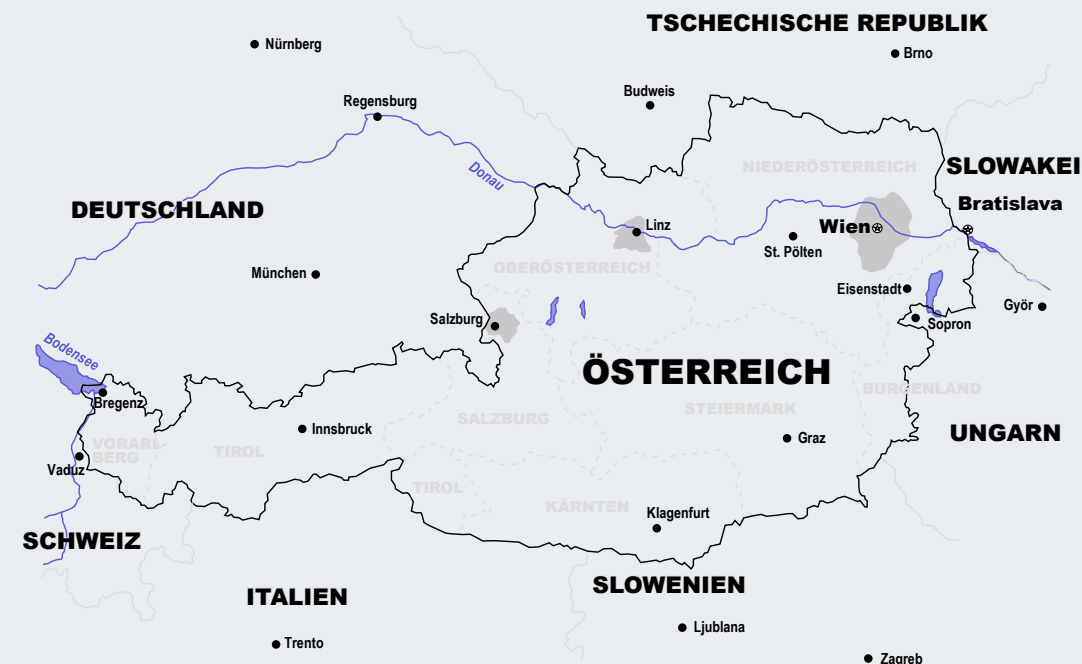 TSCHECHISCHE REPUBLIK
Nürnberg
Brno
Budweis
Regensburg
Donau
NIEDERÖSTERREICH
SLOWAKEI
Bratislava
DEUTSCHLAND
Linz
Wien
St. Pölten
München
OBERÖSTERREICH
Eisenstadt
Györ
Salzburg
Sopron
Bodensee
ÖSTERREICH
BURGENLAND
Bregenz
SALZBURG
STEIERMARK
Innsbruck
Graz
UNGARN
VORARL-
BERG
TIROL
Vaduz
TIROL
KÄRNTEN
Klagenfurt
SCHWEIZ
SLOWENIEN
ITALIEN
Ljublana
Trento
Zagreb